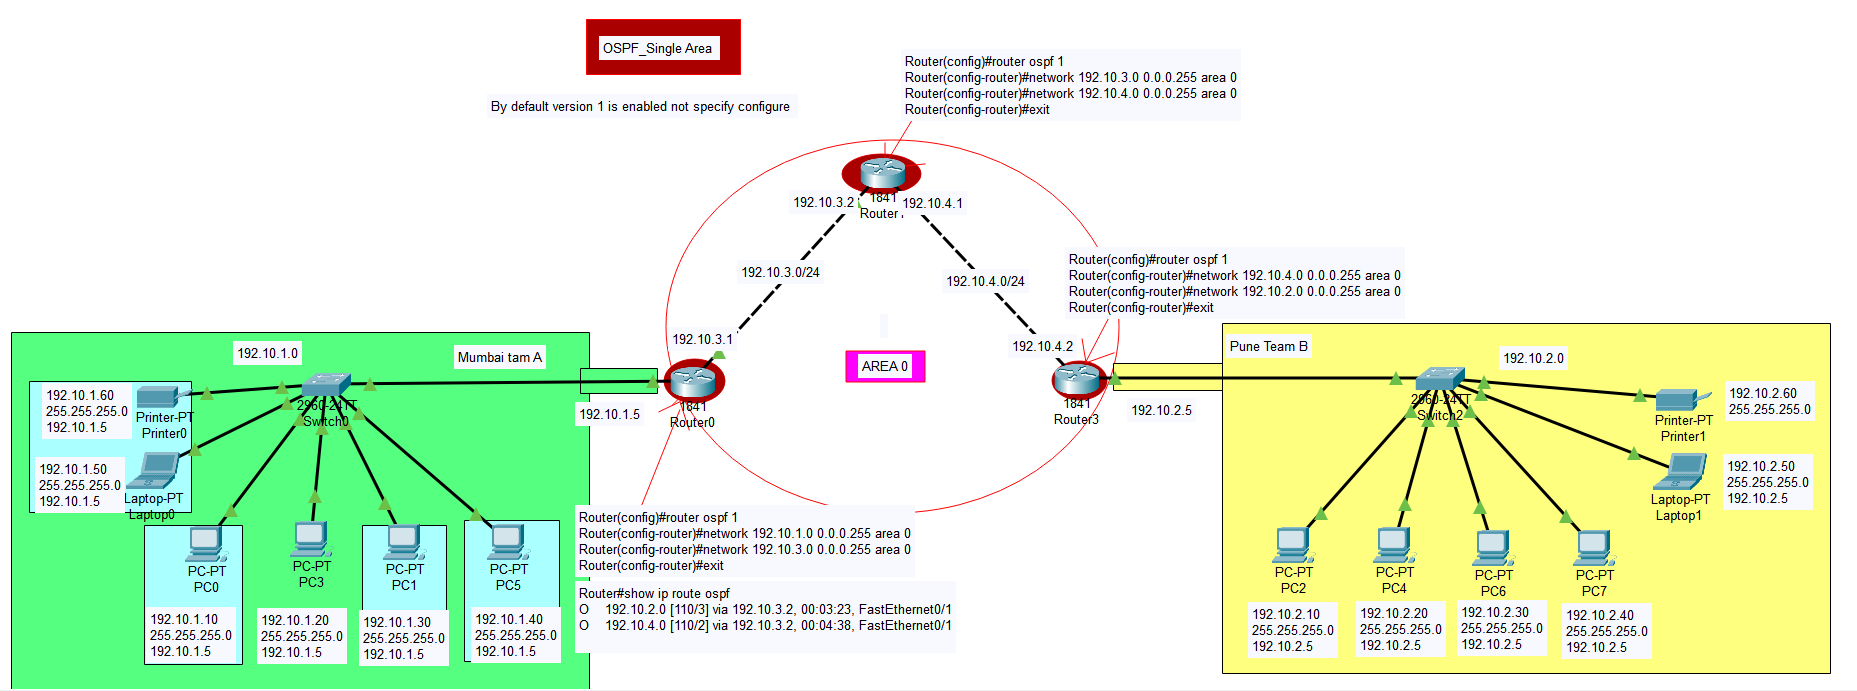 OSPF_Single Area
By default version 1 is enabled not specify configure
Router(config)#router ospf 1
Router(config-router)#network 192.10.3.0 0.0.0.255 area 0
Router(config-router)#network 192.10.4.0 0.0.0.255 area 0
Router(config-router)#exit
192.10.3.2
1841
Router
192.10.4.1
192.10.3.0/24
192.10.4.0/24
Router(config)#router ospf 1
Router(config-router)#network 192.10.4.0 0.0.0.255 area 0
Router(config-router)#network 192.10.2.0 0.0.0.255 area 0
Router(config-router)#exit
192.10.3.1
192.10.4.2
AREA 0
192.10.1.0
Mumbai tam A
192.10.1.60
255.255.255.0
192.10.1.5
Printer-PT
Printer0
2960-24TT
Switch0
192.10.1.5
1841
Router0
192.10.1.50
255.255.255.0
192.10.1.5
Laptop-PT
Laptop0
PC-PT
PC0
PC-PT
PC3
PC-PT
PC1
PC-PT
PC5
192.10.1.10
255.255.255.0
192.10.1.5
192.10.1.20
255.255.255.0
192.10.1.5
192.10.1.30
255.255.255.0
192.10.1.5
192.10.1.40
255.255.255.0
192.10.1.5
Router(config)#router ospf 1
Router(config-router)#network 192.10.1.0 0.0.0.255 area 0
Router(config-router)#network 192.10.3.0 0.0.0.255 area 0
Router(config-router)#exit
Router#show ip route ospf
O 192.10.2.0 [110/3] via 192.10.3.2, 00:03:23, FastEthernet0/1
O 192.10.4.0 [110/2] via 192.10.3.2, 00:04:38, FastEthernet0/1
1841
Router3
192.10.2.5
Pune Team B
192.10.2.0
2960-24TT
Switch2
Printer-PT
Printer1
192.10.2.60
255.255.255.0
Laptop-PT
Laptop1
192.10.2.50
255.255.255.0
192.10.2.5
PC-PT
PC2
PC-PT
PC4
PC-PT
PC6
PC-PT
PC7
192.10.2.10
255.255.255.0
192.10.2.5
192.10.2.20
255.255.255.0
192.10.2.5
192.10.2.30
255.255.255.0
192.10.2.5
192.10.2.40
255.255.255.0
192.10.2.5